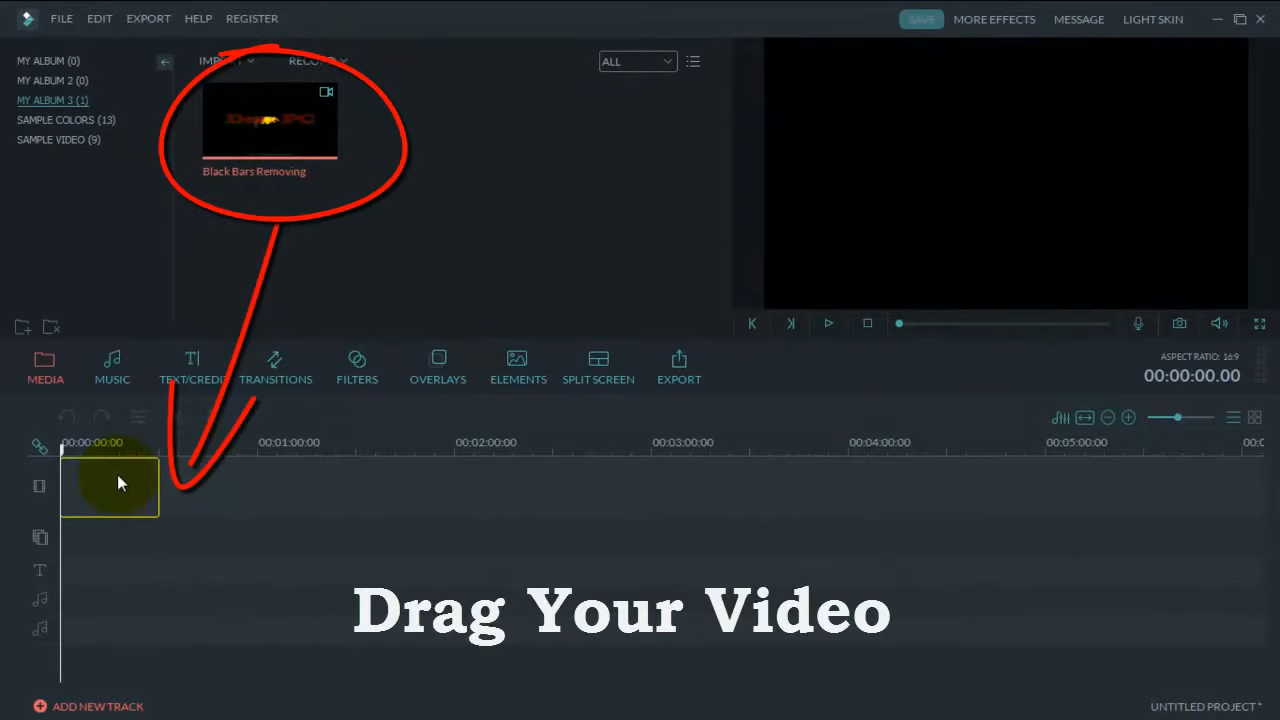 FILE EDIT EXPORT HELP REGISTER
SAVE MORE EFFECTS MESSAGE LIGHT SKIN
MY ALBUM (0)
MY ALBUM 2 (0)
MY ALBUM 3 (1)
SAMPLE COLORS (13)
SAMPLE VIDEO (9)
IMPORT RECORD
ALL
Black Bars Removing
MEDIA MUSIC TEXT/CREDIT TRANSITIONS FILTERS OVERLAYS ELEMENTS SPLIT SCREEN EXPORT
ASPECT RATIO: 16:9
00:00:00.00
00:00:00:00 00:01:00:00 00:02:00:00 00:03:00:00 00:04:00:00 00:05:00:00
Drag Your Video
ADD NEW TRACK
UNTITLED PROJECT*